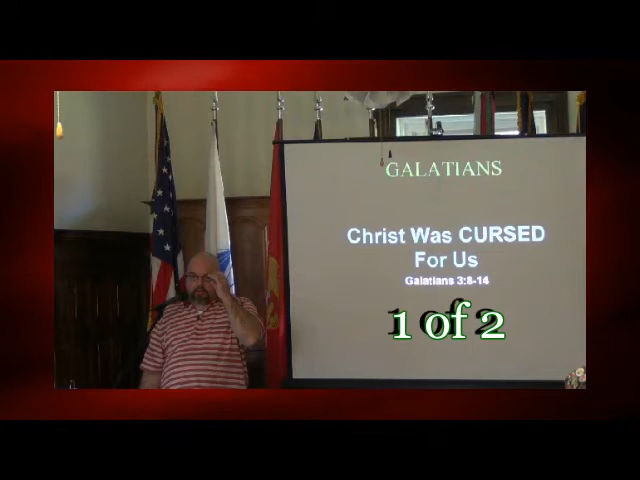 GALATIANS
Christ Was CURSED
For Us
Galatians 3:8-14
1 of 2